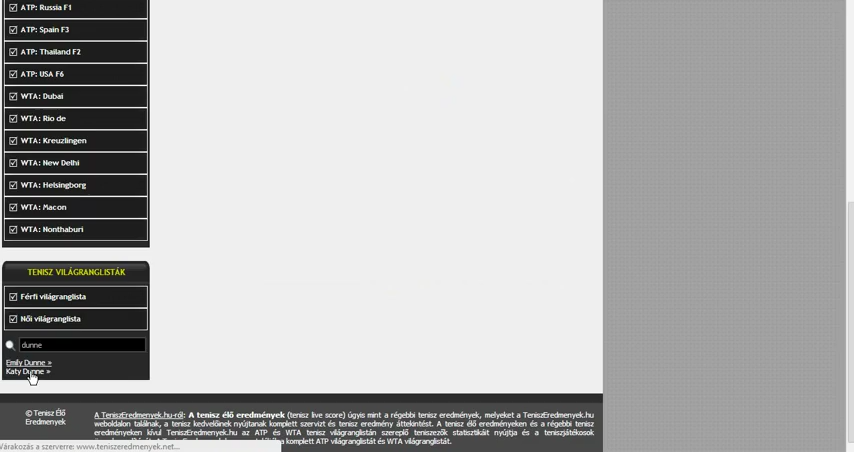 ATP: Russia F1
ATP: Spain F3
ATP: Thailand F2
ATP: USA F6
WTA: Dubai
WTA: Rio de
WTA: Kreuzlingen
WTA: New Delhi
WTA: Helsingborg
WTA: Macon
WTA: Nonthaburi
TENISZ VILÁGRANGLISTÁK
Férfi világranglista
Női világranglista
dunne
Emily Dunne »
Katy Dunne »
© Tenisz Élő
Eredmenyek
A TeniszEredmenyek.hu-ről: A tenisz élő eredmények (tenisz live score) úgyis mint a régebbi tenisz eredmények, melyeket a TeniszEredmenyek.hu
weboldalon találnak, a tenisz kedvelőinek nyújtanak komplett szervizt és tenisz eredmény áttekintést. A tenisz élő eredményeken és a régebbi tenisz
eredményeken kívül TeniszEredmenyek.hu az ATP és WTA tenisz világranglistán szereplő teniszezők statisztikáit nyújtja és a teniszjátékosok
komplett ATP világranglistát és WTA világranglistát.
Várakozás a szerverre: www.teniszeredmenyek.net...